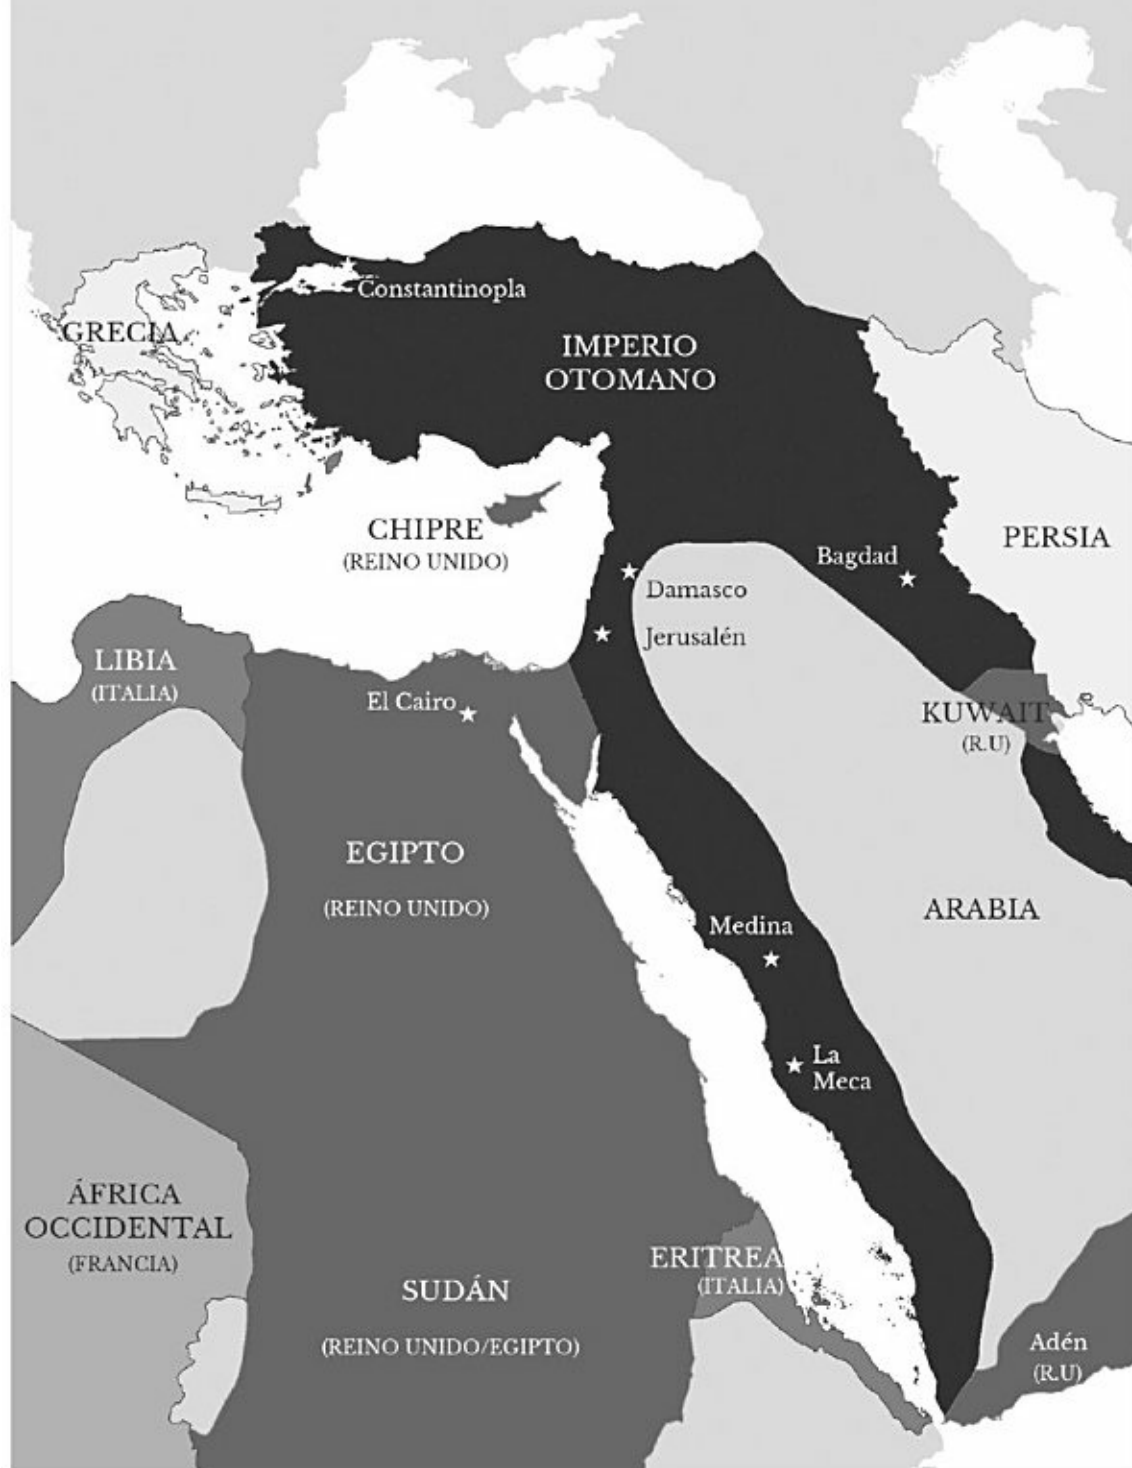 Constantinopla
GRECIA
IMPERIO
OTOMANO
CHIPRE
(REINO UNIDO)
PERSIA
Bagdad
Damasco
Jerusalén
LIBIA
(ITALIA)
El Cairo
KUWAIT
(R.U)
EGIPTO
(REINO UNIDO)
ARABIA
Medina
La
Meca
ÁFRICA
OCCIDENTAL
(FRANCIA)
ERITREA
(ITALIA)
SUDÁN
(REINO UNIDO/EGIPTO)
Adén
(R.U)